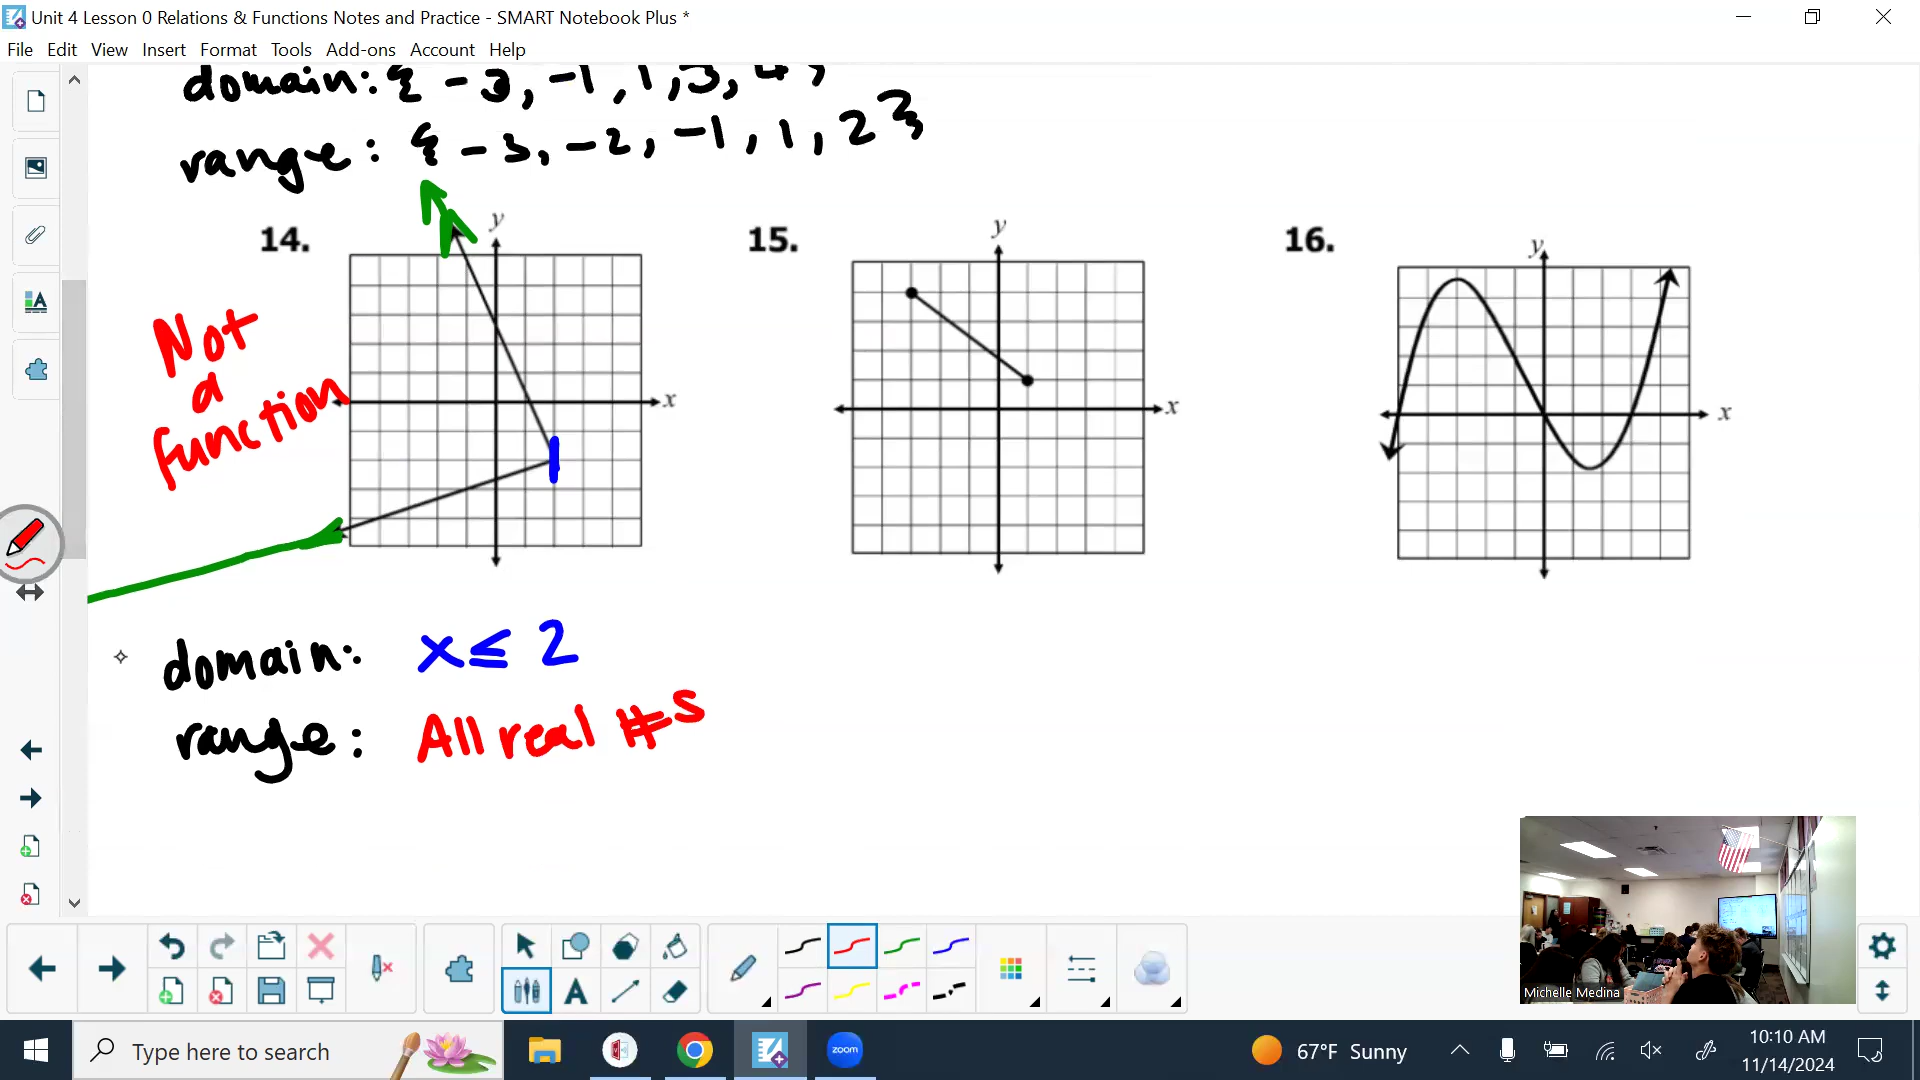 Unit 4 Lesson 0 Relations & Functions Notes and Practice - SMART Notebook Plus *
File Edit View Insert Format Tools Add-ons Account Help
domain: { -3, -1, 1, 3, 4 }
range: { -3, -2, -1, 1, 2 }
14. y
15. y
16. y
Not
a
function
x
x
x
domain: x ≤ 2
range: All real #s
Michelle Medina
Type here to search
zoom
67°F Sunny
10:10 AM
11/14/2024